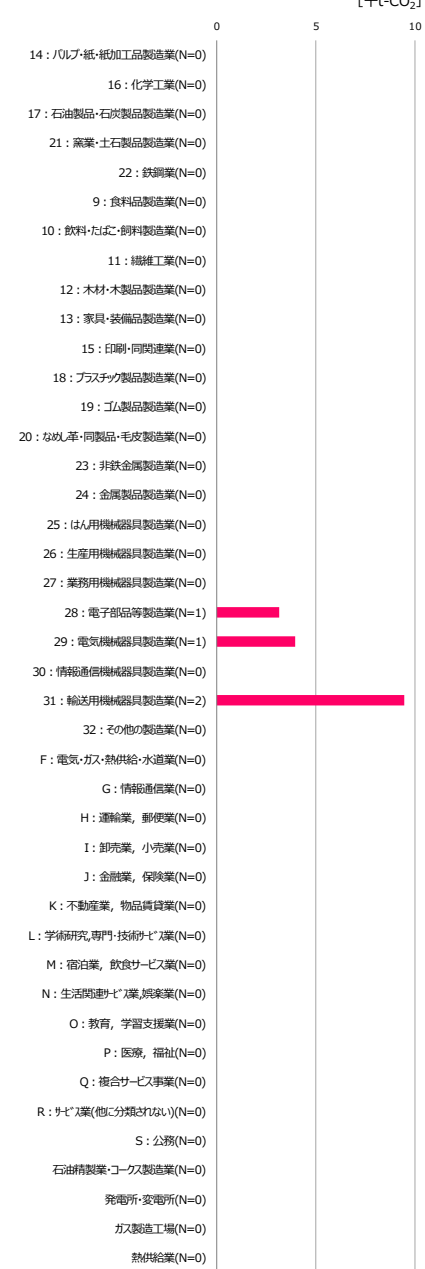 [千t-CO₂]
0 5 10
14：パルプ・紙・紙加工品製造業(N=0)
16：化学工業(N=0)
17：石油製品・石炭製品製造業(N=0)
21：窯業・土石製品製造業(N=0)
22：鉄鋼業(N=0)
9：食料品製造業(N=0)
10：飲料・たばこ・飼料製造業(N=0)
11：繊維工業(N=0)
12：木材・木製品製造業(N=0)
13：家具・装備品製造業(N=0)
15：印刷・同関連業(N=0)
18：プラスチック製品製造業(N=0)
19：ゴム製品製造業(N=0)
20：なめし革・同製品・毛皮製造業(N=0)
23：非鉄金属製造業(N=0)
24：金属製品製造業(N=0)
25：はん用機械器具製造業(N=0)
26：生産用機械器具製造業(N=0)
27：業務用機械器具製造業(N=0)
28：電子部品等製造業(N=1)
29：電気機械器具製造業(N=1)
30：情報通信機械器具製造業(N=0)
31：輸送用機械器具製造業(N=2)
32：その他の製造業(N=0)
F：電気・ガス・熱供給・水道業(N=0)
G：情報通信業(N=0)
H：運輸業，郵便業(N=0)
I：卸売業，小売業(N=0)
J：金融業，保険業(N=0)
K：不動産業，物品賃貸業(N=0)
L：学術研究,専門・技術ｻｰﾋﾞｽ業(N=0)
M：宿泊業，飲食サービス業(N=0)
N：生活関連ｻｰﾋﾞｽ業,娯楽業(N=0)
O：教育，学習支援業(N=0)
P：医療，福祉(N=0)
Q：複合サービス事業(N=0)
R：ｻｰﾋﾞｽ業(他に分類されない)(N=0)
S：公務(N=0)
石油精製業・コークス製造業(N=0)
発電所・変電所(N=0)
ガス製造工場(N=0)
熱供給業(N=0)